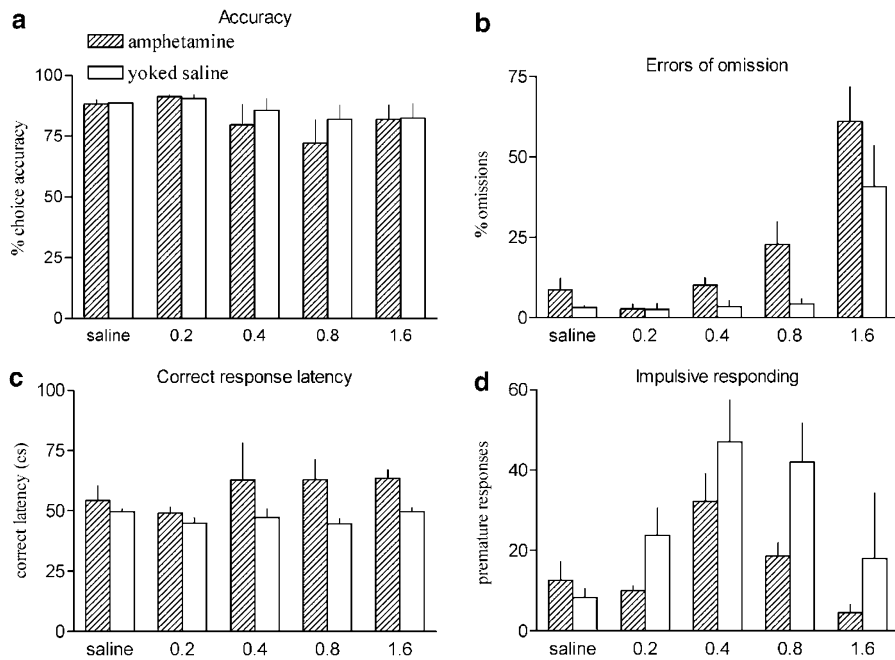 a
Accuracy
amphetamine
yoked saline
% choice accuracy
100
75
50
25
0
saline 0.2 0.4 0.8 1.6
b
Errors of omission
% omissions
75
50
25
0
saline 0.2 0.4 0.8 1.6
c
Correct response latency
correct latency (cs)
100
75
50
25
0
saline 0.2 0.4 0.8 1.6
d
Impulsive responding
premature responses
60
40
20
0
saline 0.2 0.4 0.8 1.6